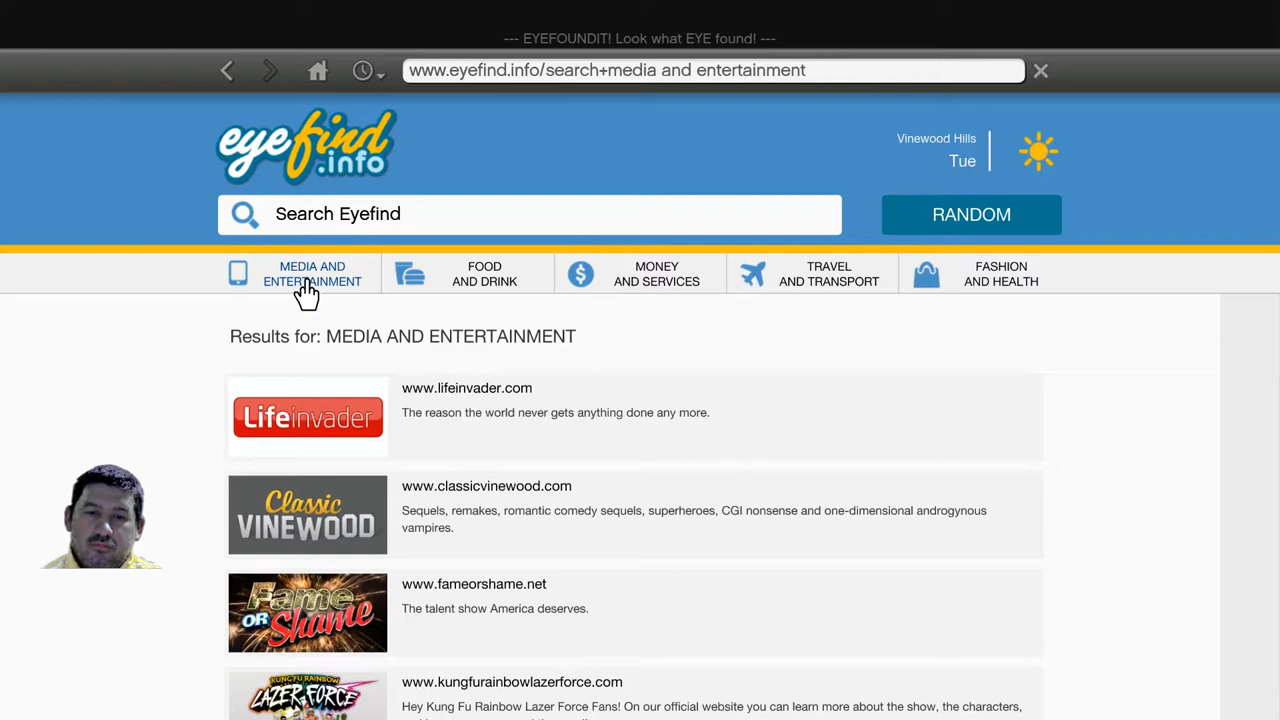 --- EYEFOUNDIT! Look what EYE found! ---
www.eyefind.info/search+media and entertainment
eyefind
.info
Vinewood Hills
Tue
Search Eyefind
RANDOM
MEDIA AND
ENTERTAINMENT
FOOD
AND DRINK
MONEY
AND SERVICES
TRAVEL
AND TRANSPORT
FASHION
AND HEALTH
Results for: MEDIA AND ENTERTAINMENT
Lifeinvader
www.lifeinvader.com
The reason the world never gets anything done any more.
Classic
VINEWOOD
www.classicvinewood.com
Sequels, remakes, romantic comedy sequels, superheroes, CGI nonsense and one-dimensional androgynous
vampires.
Fame
OR Shame
www.fameorshame.net
The talent show America deserves.
KUNG FU RAINBOW
LAZER FORCE
www.kungfurainbowlazerforce.com
Hey Kung Fu Rainbow Lazer Force Fans! On our official website you can learn more about the show, the characters,